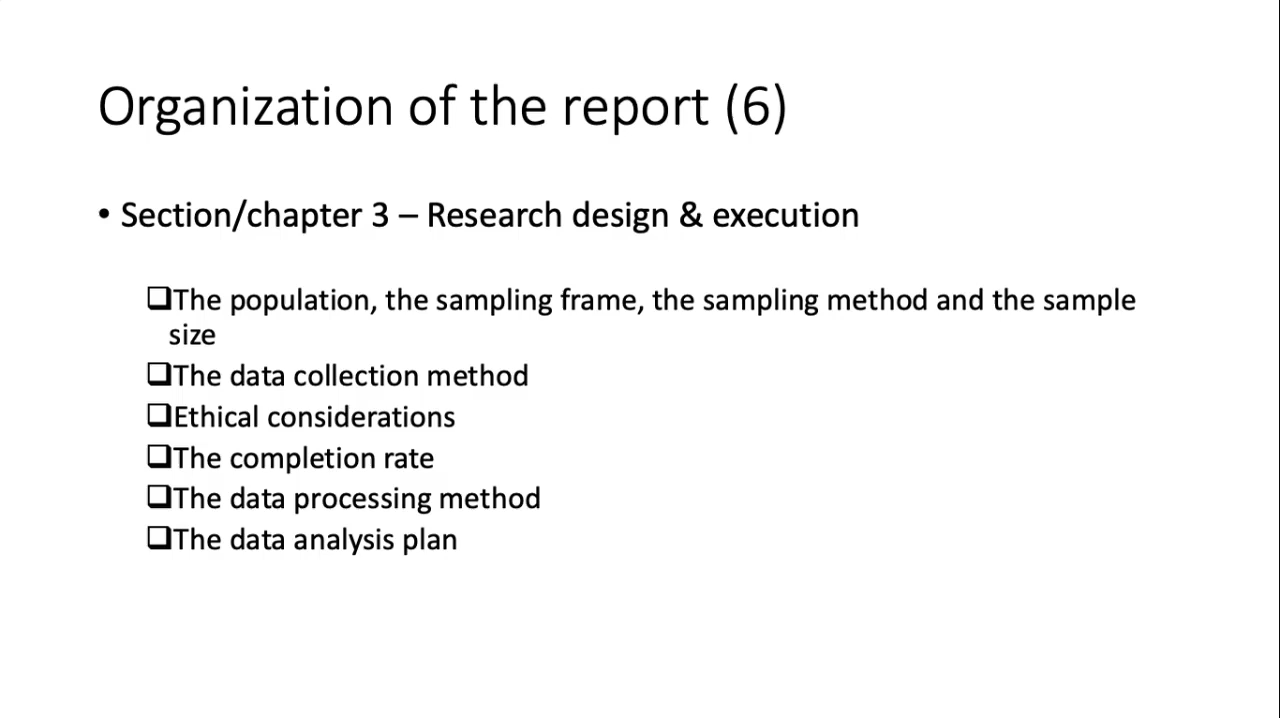 Organization of the report (6)
• Section/chapter 3 – Research design & execution
❑The population, the sampling frame, the sampling method and the sample
size
❑The data collection method
❑Ethical considerations
❑The completion rate
❑The data processing method
❑The data analysis plan